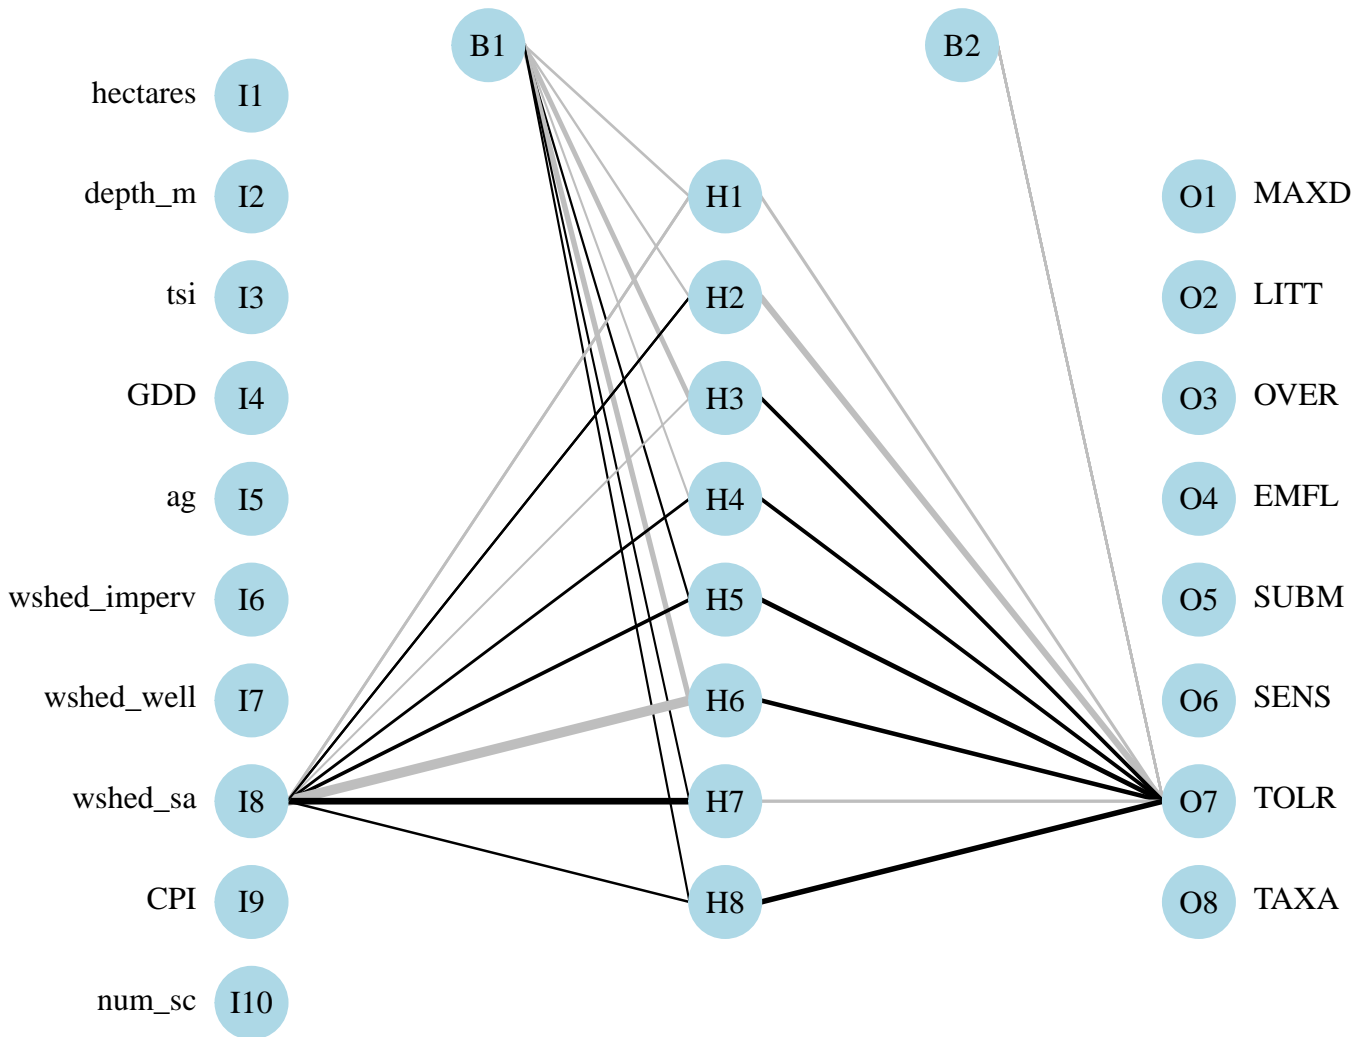 B1
B2
hectares I1
depth_m I2 H1 O1 MAXD
tsi I3 H2 O2 LITT
GDD I4 H3 O3 OVER
ag I5 H4 O4 EMFL
wshed_imperv I6 H5 O5 SUBM
wshed_well I7 H6 O6 SENS
wshed_sa I8 H7 O7 TOLR
CPI I9 H8 O8 TAXA
num_sc I10